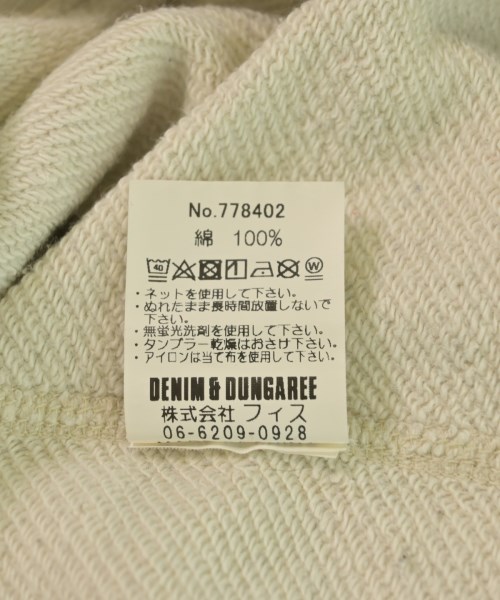 No.778402
綿 100%
40 W
・ネットを使用して下さい。
・ぬれたまま長時間放置しないで
下さい。
・無蛍光洗剤を使用して下さい。
・タンブラー乾燥はおさけ下さい。
・アイロンは当て布を使用して下さい。
DENIM & DUNGAREE
株式会社 フィス
06-6209-0928